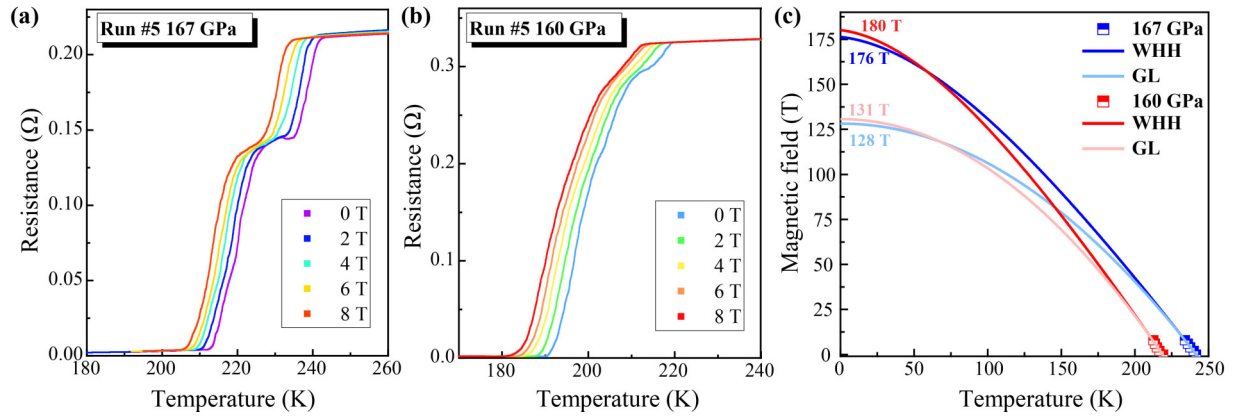 (a)
Run #5 167 GPa
0.20
0.15
0.10
0.05
0.00
Resistance (Ω)
180 200 220 240 260
Temperature (K)
0 T
2 T
4 T
6 T
8 T
(b)
Run #5 160 GPa
0.3
0.2
0.1
0.0
Resistance (Ω)
180 200 220 240
Temperature (K)
0 T
2 T
4 T
6 T
8 T
(c)
175
150
125
100
75
50
25
0
Magnetic field (T)
0 50 100 150 200 250
Temperature (K)
180 T
176 T
131 T
128 T
167 GPa
WHH
GL
160 GPa
WHH
GL